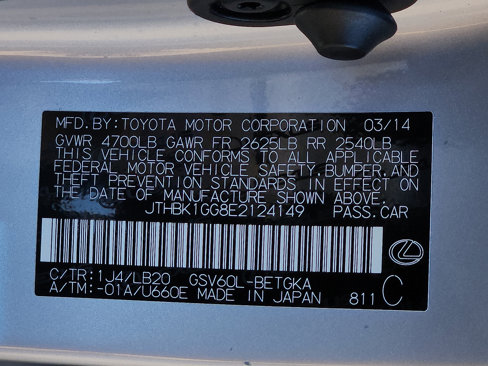 MFD.BY:TOYOTA MOTOR CORPORATION 03/14
GVWR 4700LB GAWR FR 2625LB RR 2540LB
THIS VEHICLE CONFORMS TO ALL APPLICABLE
FEDERAL MOTOR VEHICLE SAFETY,BUMPER,AND
THEFT PREVENTION STANDARDS IN EFFECT ON
THE DATE OF MANUFACTURE SHOWN ABOVE.
JTHBK1GG8E2124149 PASS.CAR
C/TR:1J4/LB20 GSV60L-BETGKA
A/TM:-01A/U660E MADE IN JAPAN 811 C